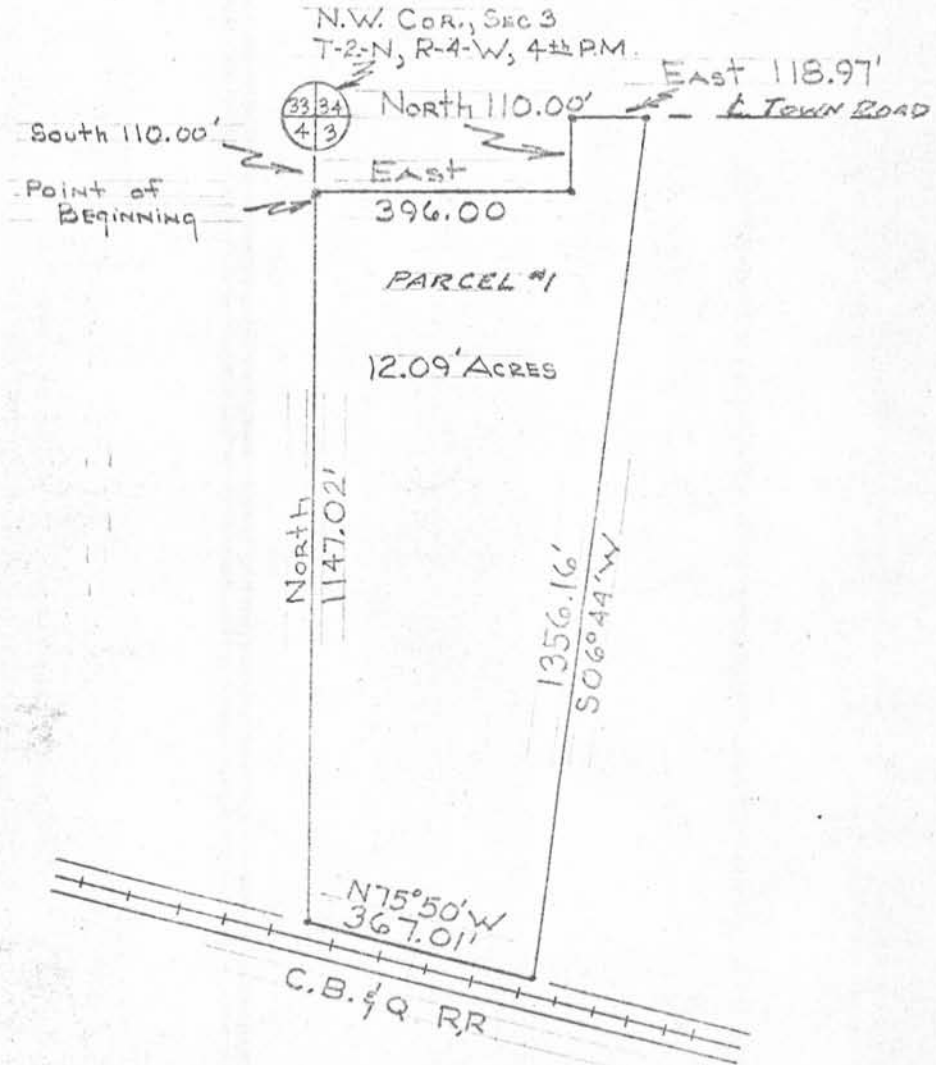 N.W. COR., SEC 3
T-2-N, R-4-W, 4th P.M.
East 118.97'
33 34
4 3
North 110.00'
℄ TOWN ROAD
South 110.00'
EAST
396.00
Point of
BEGINNING
PARCEL #1
12.09' ACRES
North
1147.02'
1356.16'
S06°44'W
N75°50'W
367.01'
C.B. & Q RR